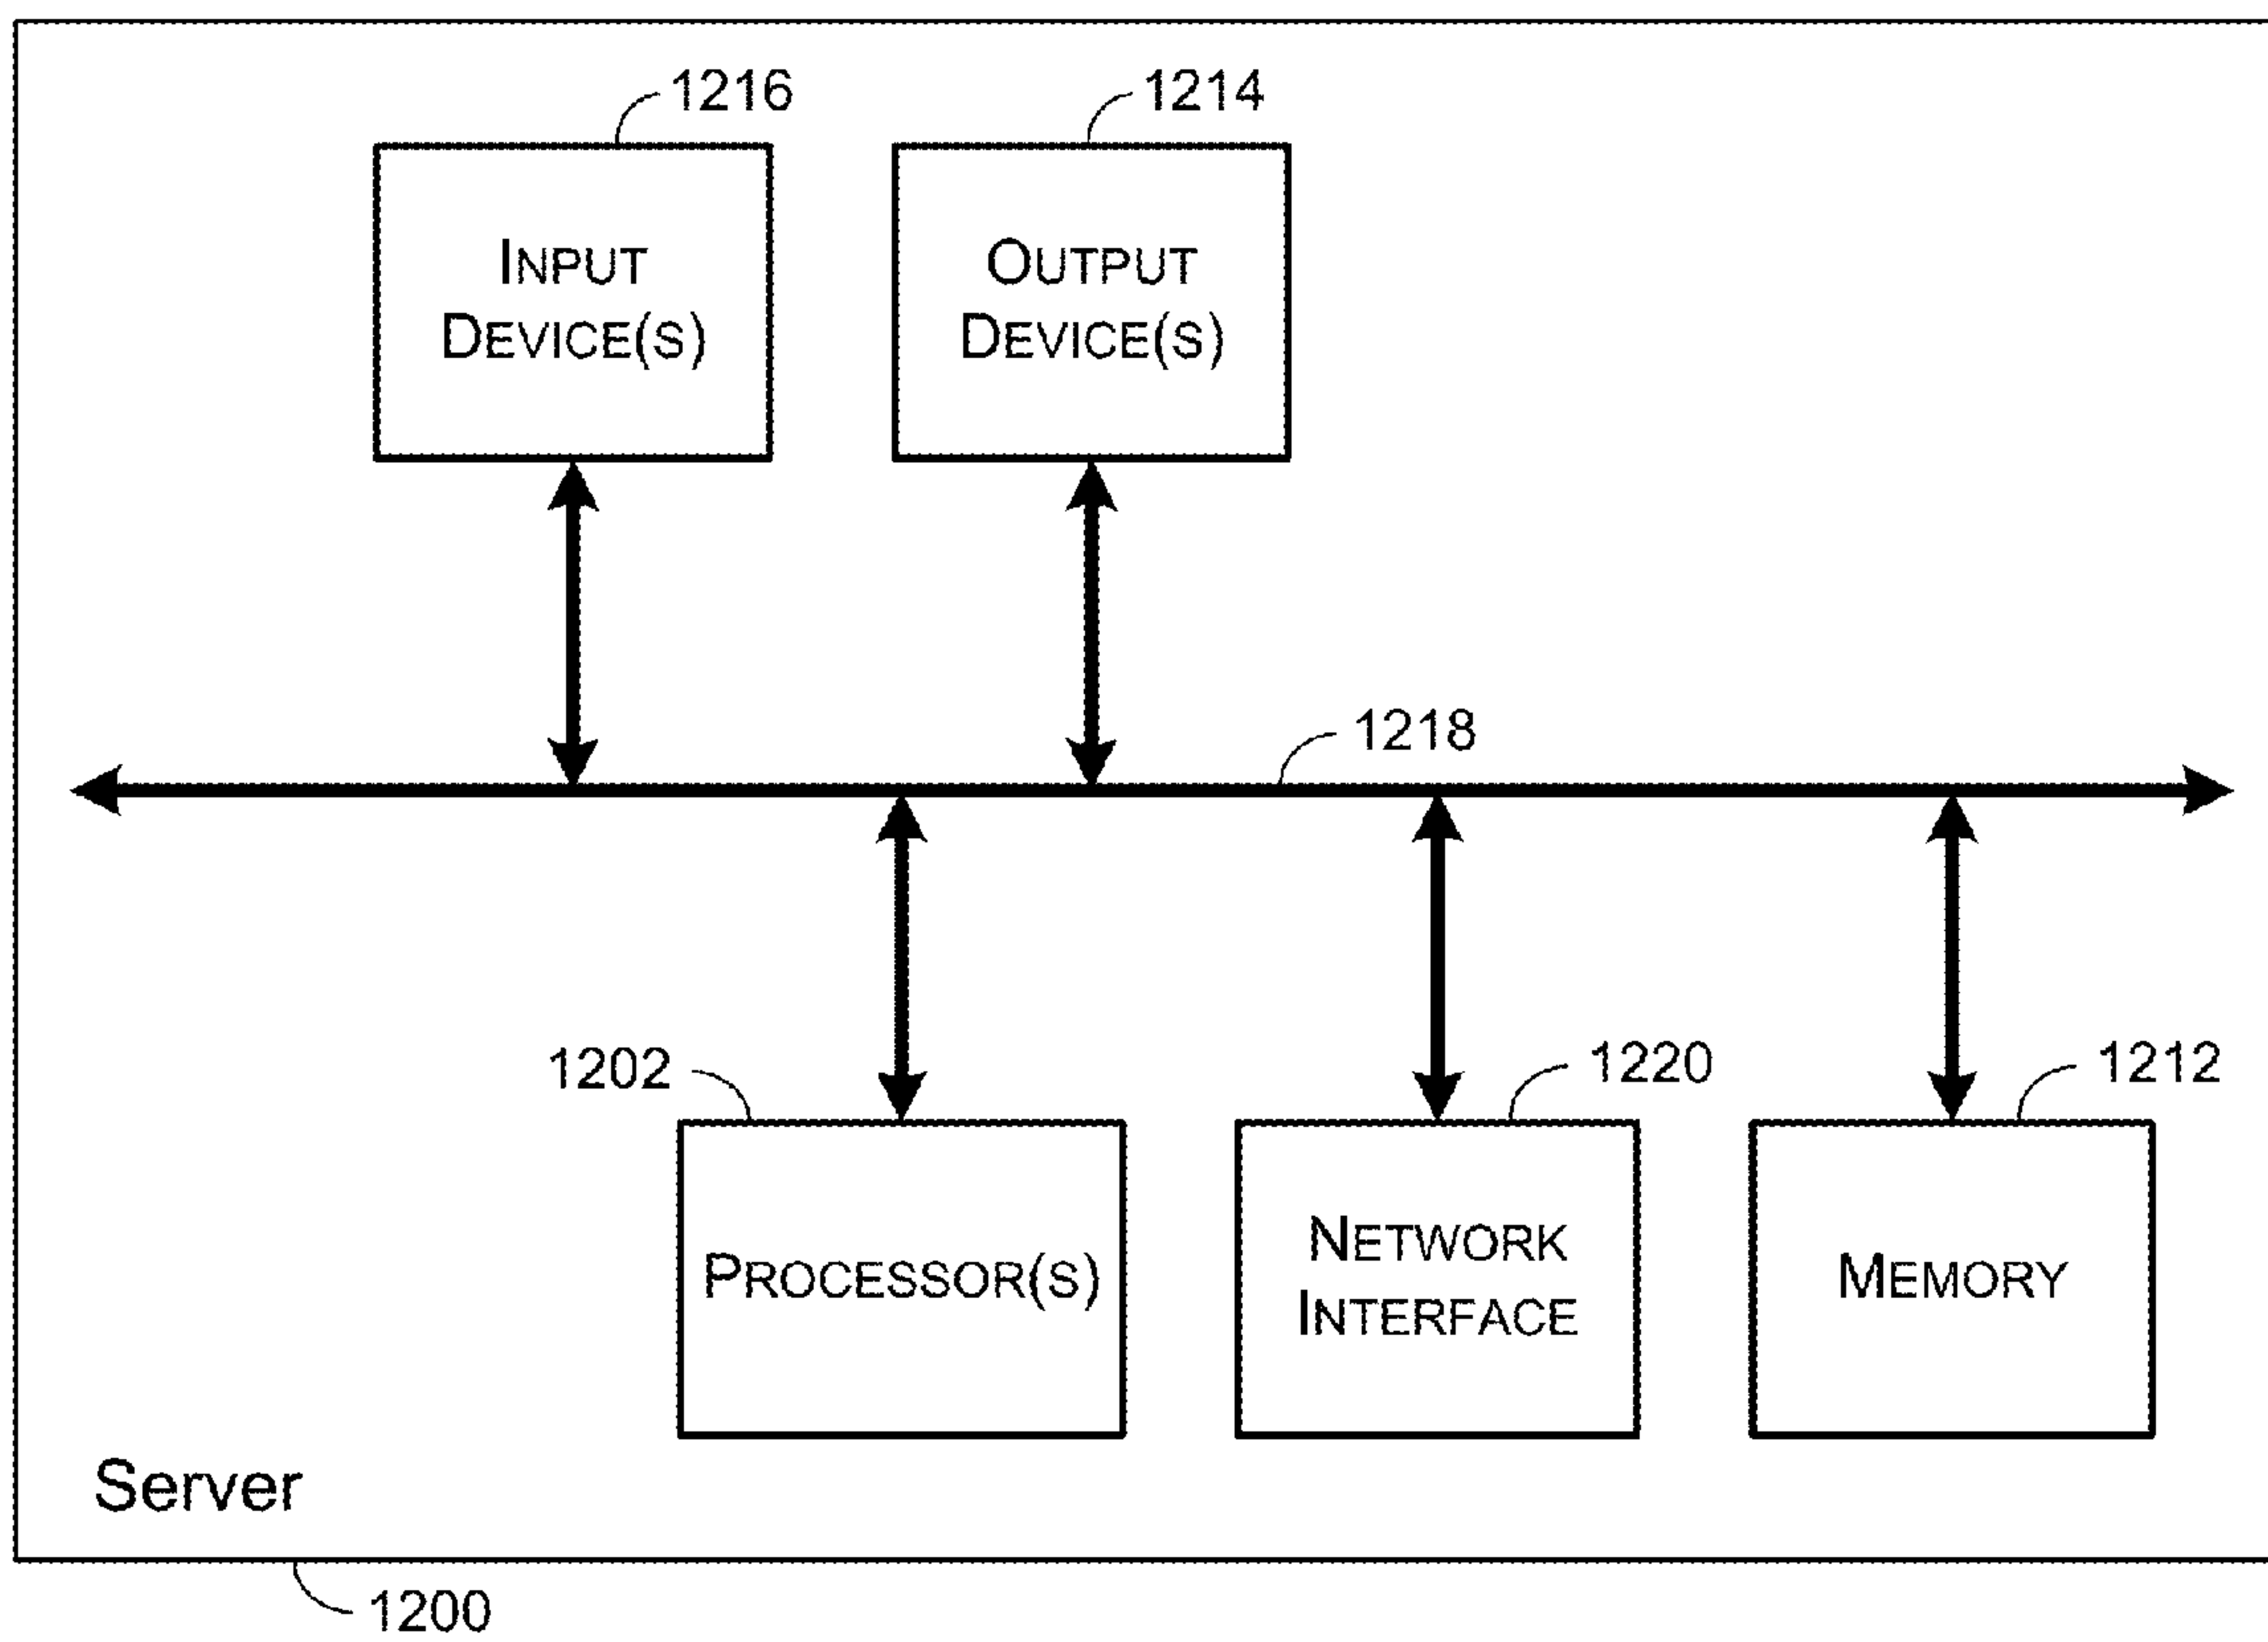 1216
1214
INPUT
DEVICE(S)
OUTPUT
DEVICE(S)
1218
1202
1220
1212
PROCESSOR(S)
NETWORK
INTERFACE
MEMORY
Server
1200